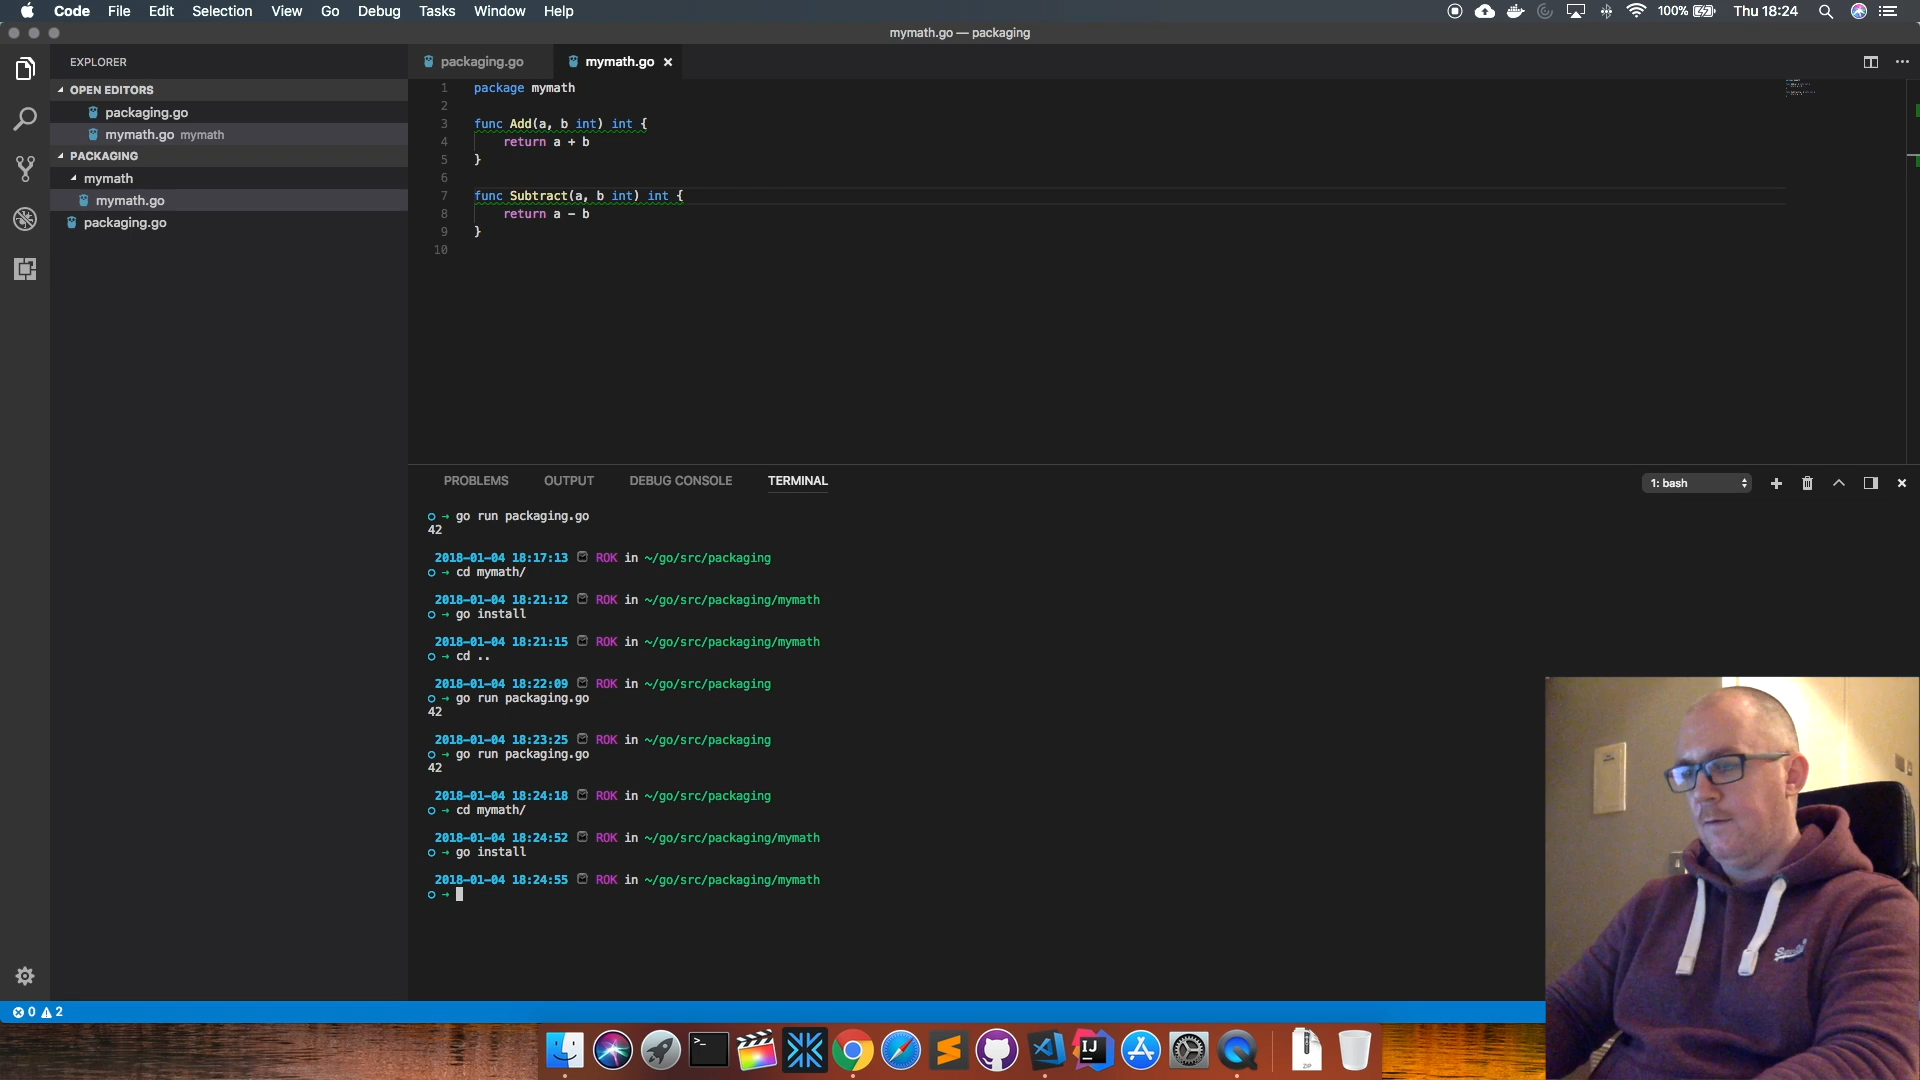 Code File Edit Selection View Go Debug Tasks Window Help 100% Thu 18:24
mymath.go — packaging
EXPLORER
OPEN EDITORS
packaging.go
mymath.go mymath
PACKAGING
mymath
mymath.go
packaging.go
packaging.go mymath.go
1 package mymath
2
3 func Add(a, b int) int {
4 return a + b
5 }
6
7 func Subtract(a, b int) int {
8 return a - b
9 }
10
PROBLEMS OUTPUT DEBUG CONSOLE TERMINAL 1: bash
go run packaging.go
42
2018-01-04 18:17:13 ROK in ~/go/src/packaging
cd mymath/
2018-01-04 18:21:12 ROK in ~/go/src/packaging/mymath
go install
2018-01-04 18:21:15 ROK in ~/go/src/packaging/mymath
cd ..
2018-01-04 18:22:09 ROK in ~/go/src/packaging
go run packaging.go
42
2018-01-04 18:23:25 ROK in ~/go/src/packaging
go run packaging.go
42
2018-01-04 18:24:18 ROK in ~/go/src/packaging
cd mymath/
2018-01-04 18:24:52 ROK in ~/go/src/packaging/mymath
go install
2018-01-04 18:24:55 ROK in ~/go/src/packaging/mymath
0 2
IJ
ZIP